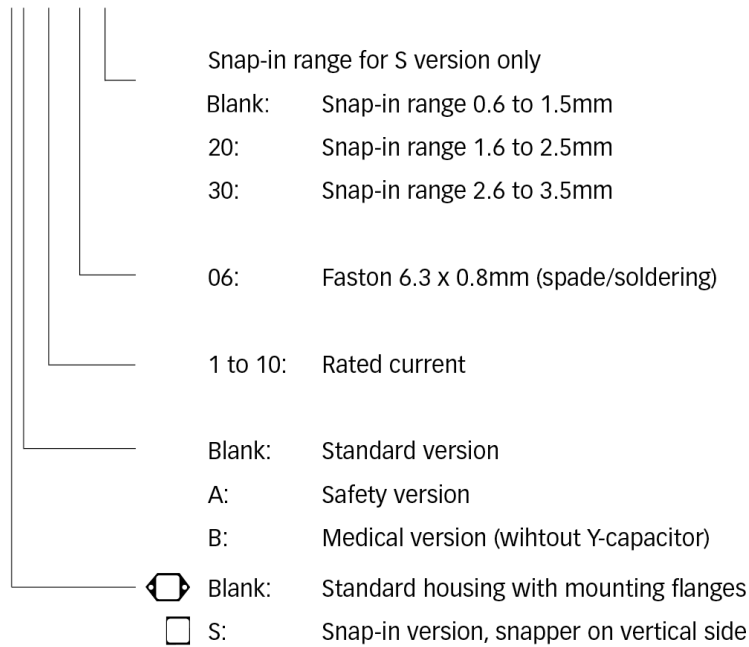 Snap-in range for S version only
Blank: Snap-in range 0.6 to 1.5mm
20: Snap-in range 1.6 to 2.5mm
30: Snap-in range 2.6 to 3.5mm
06: Faston 6.3 x 0.8mm (spade/soldering)
1 to 10: Rated current
Blank: Standard version
A: Safety version
B: Medical version (wihtout Y-capacitor)
Blank: Standard housing with mounting flanges
S: Snap-in version, snapper on vertical side